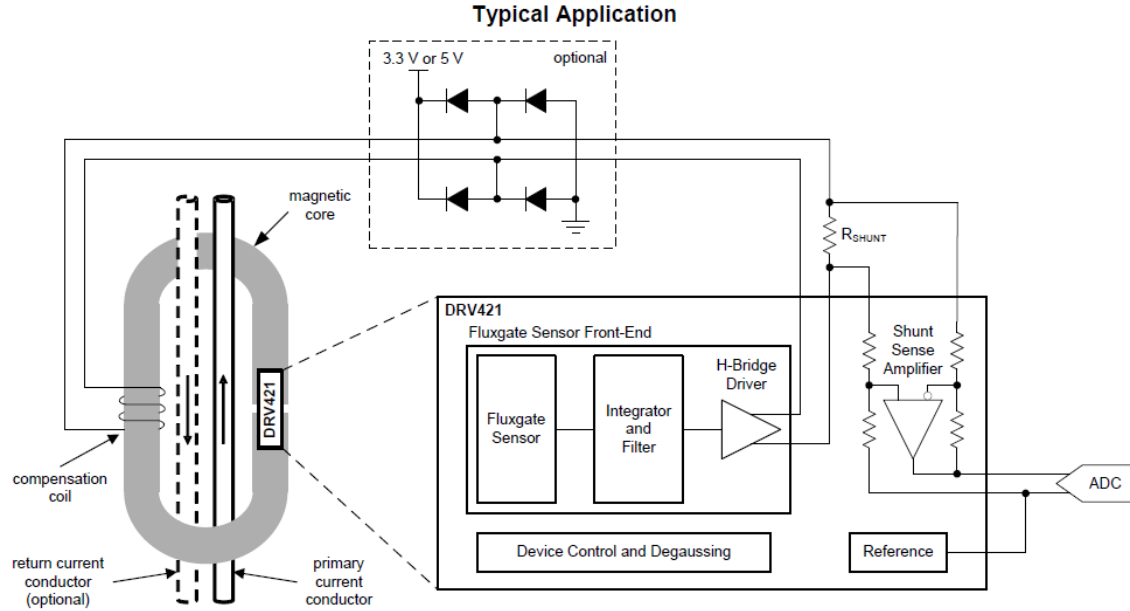 Typical Application
3.3 V or 5 V
optional
magnetic
core
R_SHUNT
DRV421
Fluxgate Sensor Front-End
Shunt
Sense
Amplifier
H-Bridge
Driver
Fluxgate
Sensor
Integrator
and
Filter
DRV421
compensation
coil
ADC
Device Control and Degaussing
Reference
return current
conductor
(optional)
primary
current
conductor